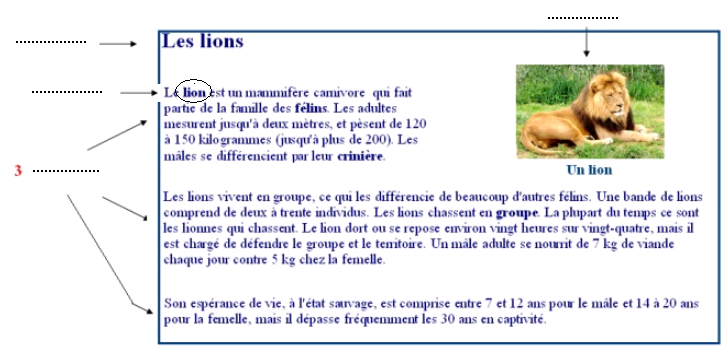 ....................
....................
Les lions
....................
Le lion est un mammifère carnivore qui fait
partie de la famille des félins. Les adultes
mesurent jusqu'à deux mètres, et pèsent de 120
à 150 kilogrammes (jusqu'à plus de 200). Les
mâles se différencient par leur crinière.
3 ...................
Un lion
Les lions vivent en groupe, ce qui les différencie de beaucoup d'autres félins. Une bande de lions
comprend de deux à trente individus. Les lions chassent en groupe. La plupart du temps ce sont
les lionnes qui chassent. Le lion dort ou se repose environ vingt heures sur vingt-quatre, mais il
est chargé de défendre le groupe et le territoire. Un mâle adulte se nourrit de 7 kg de viande
chaque jour contre 5 kg chez la femelle.
Son espérance de vie, à l'état sauvage, est comprise entre 7 et 12 ans pour le mâle et 14 à 20 ans
pour la femelle, mais il dépasse fréquemment les 30 ans en captivité.